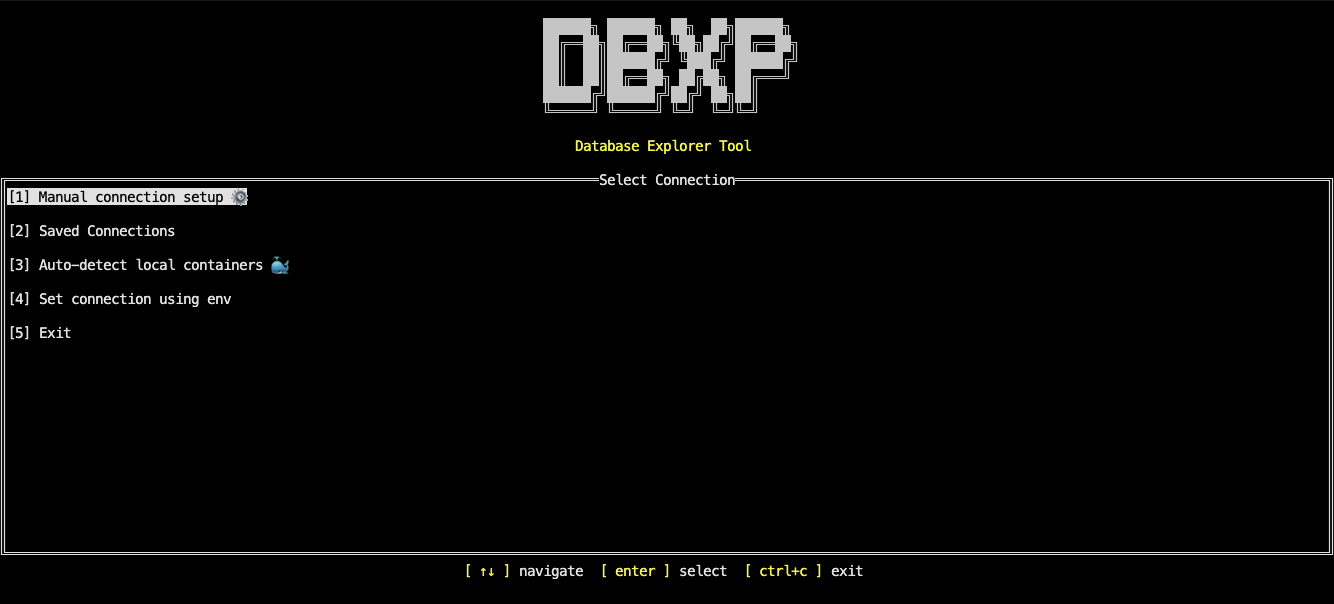 DBXP
Database Explorer Tool
Select Connection
[1] Manual connection setup ⚙️
[2] Saved Connections
[3] Auto-detect local containers 🐳
[4] Set connection using env
[5] Exit
[ ↑↓ ] navigate [ enter ] select [ ctrl+c ] exit